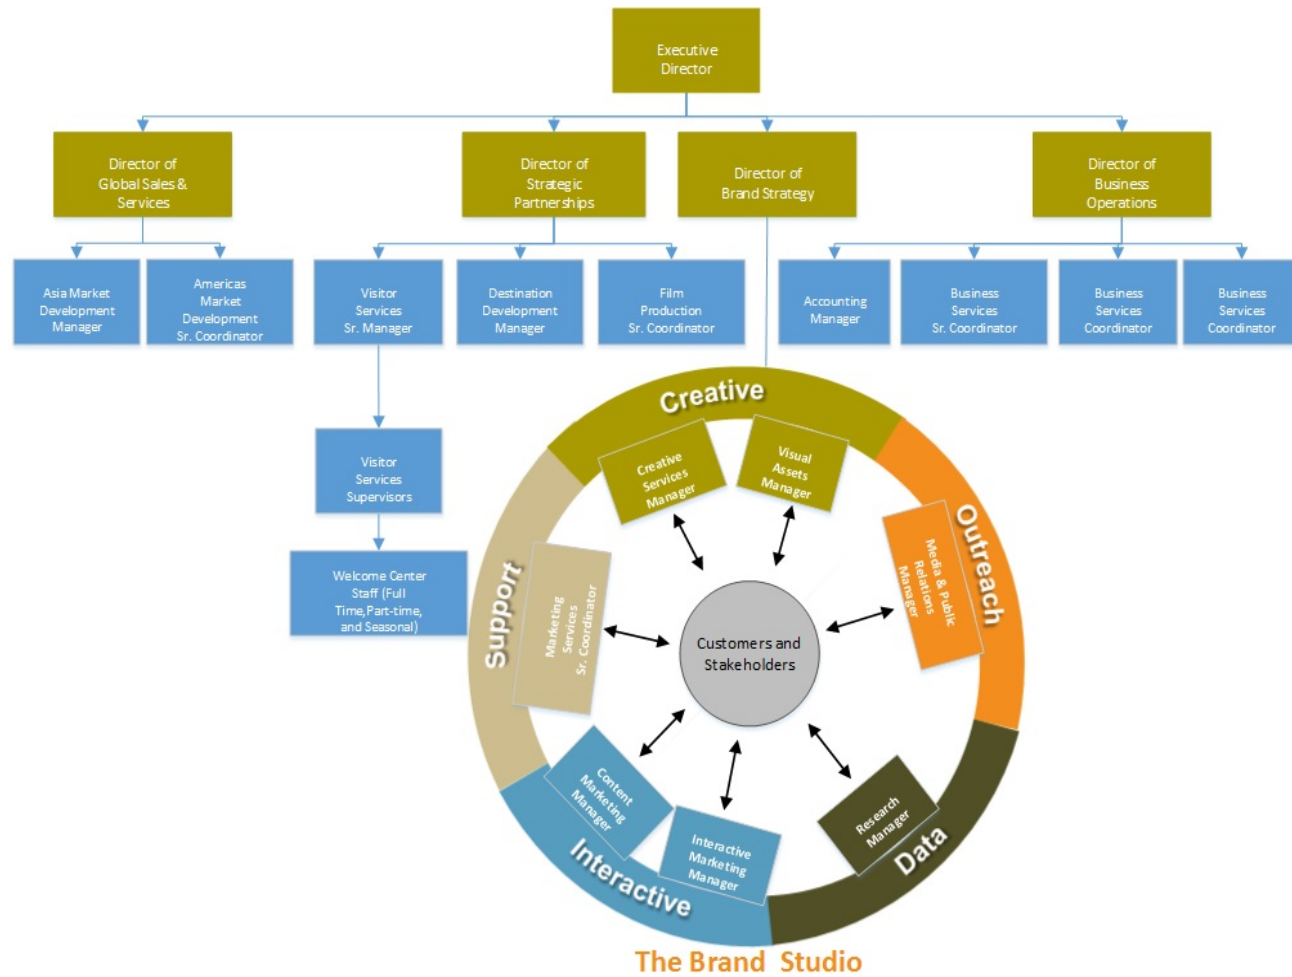 Executive
Director
Director of
Global Sales &
Services
Director of
Strategic
Partnerships
Director of
Brand Strategy
Director of
Business
Operations
Asia Market
Development
Manager
Americas
Market
Development
Sr. Coordinator
Visitor
Services
Sr. Manager
Destination
Development
Manager
Film
Production
Sr. Coordinator
Accounting
Manager
Business
Services
Sr. Coordinator
Business
Services
Coordinator
Business
Services
Coordinator
Visitor
Services
Supervisors
Welcome Center
Staff (Full
Time,Part-time,
and Seasonal)
Creative
Creative
Services
Manager
Visual
Assets
Manager
Outreach
Media & Public
Relations
Manager
Support
Marketing
Services
Sr. Coordinator
Customers and
Stakeholders
Content
Marketing
Manager
Interactive
Marketing
Manager
Interactive
Research
Manager
Data
The Brand Studio